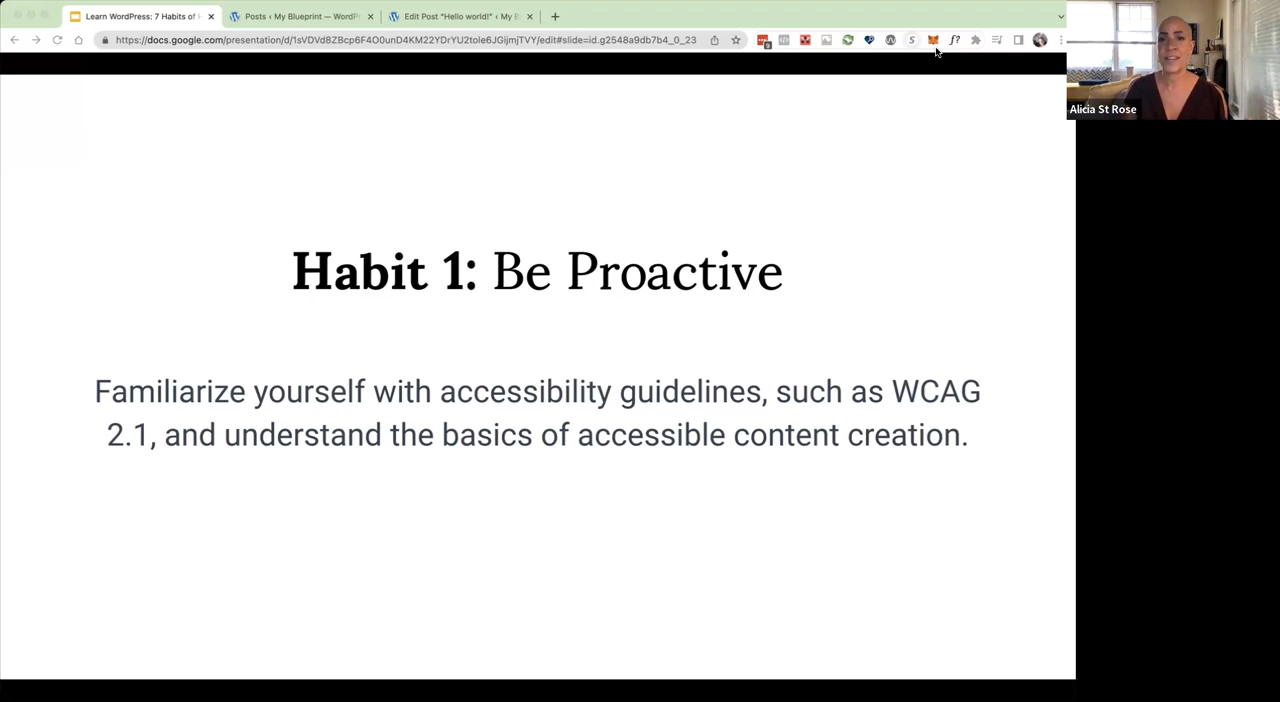 Learn WordPress: 7 Habits of
Posts ‹ My Blueprint — WordP
Edit Post “Hello world!” ‹ My B
https://docs.google.com/presentation/d/1sVDVd8ZBcp6F4O0unD4KM22YDrYU2tole6JGijmjTVY/edit#slide=id.g2548a9db7b4_0_23
S
f?
Alicia St Rose
Habit 1: Be Proactive
Familiarize yourself with accessibility guidelines, such as WCAG
2.1, and understand the basics of accessible content creation.